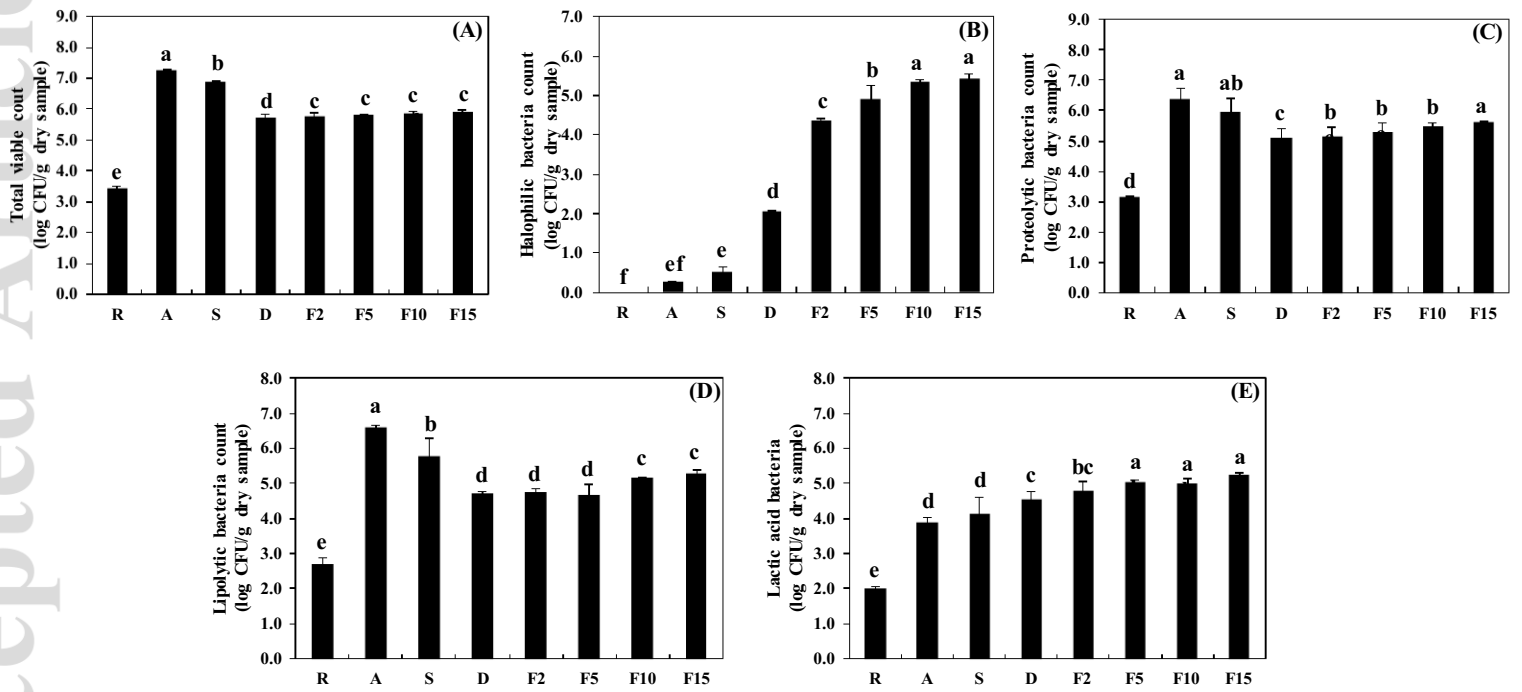 (A)
Total viable cout
(log CFU/g dry sample)
9.0
8.0
7.0
6.0
5.0
4.0
3.0
2.0
1.0
0.0
e a b d c c c c
R A S D F2 F5 F10 F15
(B)
Halophilic bacteria count
(log CFU/g dry sample)
7.0
6.0
5.0
4.0
3.0
2.0
1.0
0.0
f ef e d c b a a
R A S D F2 F5 F10 F15
(C)
Proteolytic bacteria count
(log CFU/g dry sample)
9.0
8.0
7.0
6.0
5.0
4.0
3.0
2.0
1.0
0.0
d a ab c b b b a
R A S D F2 F5 F10 F15
(D)
Lipolytic bacteria count
(log CFU/g dry sample)
8.0
7.0
6.0
5.0
4.0
3.0
2.0
1.0
0.0
e a b d d d c c
R A S D F2 F5 F10 F15
(E)
Lactic acid bacteria
(log CFU/g dry sample)
8.0
7.0
6.0
5.0
4.0
3.0
2.0
1.0
0.0
e d d c bc a a a
R A S D F2 F5 F10 F15